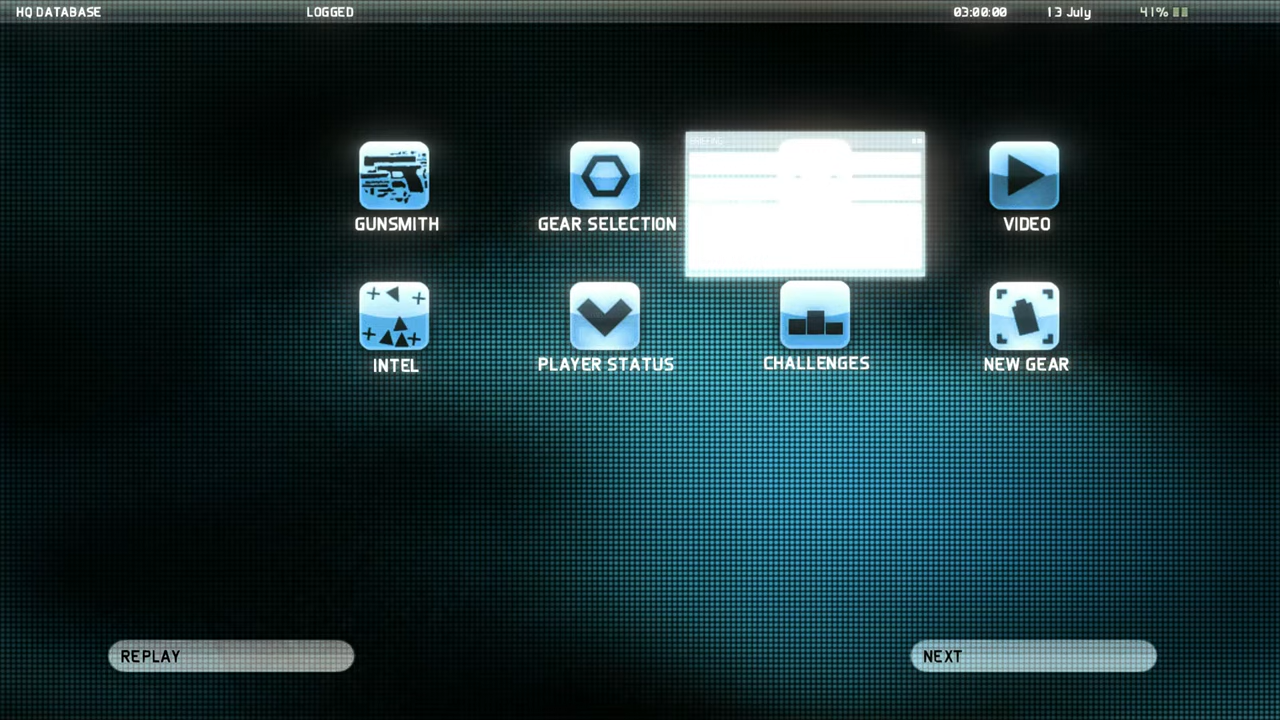 HQ DATABASE LOGGED 03:00:00 13 July 41%
BRIEFING
GUNSMITH GEAR SELECTION VIDEO
INTEL PLAYER STATUS CHALLENGES NEW GEAR
REPLAY NEXT